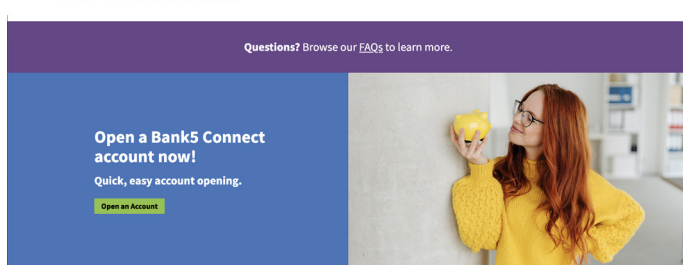 Questions? Browse our FAQs to learn more.
Open a Bank5 Connect
account now!
Quick, easy account opening.
Open an Account